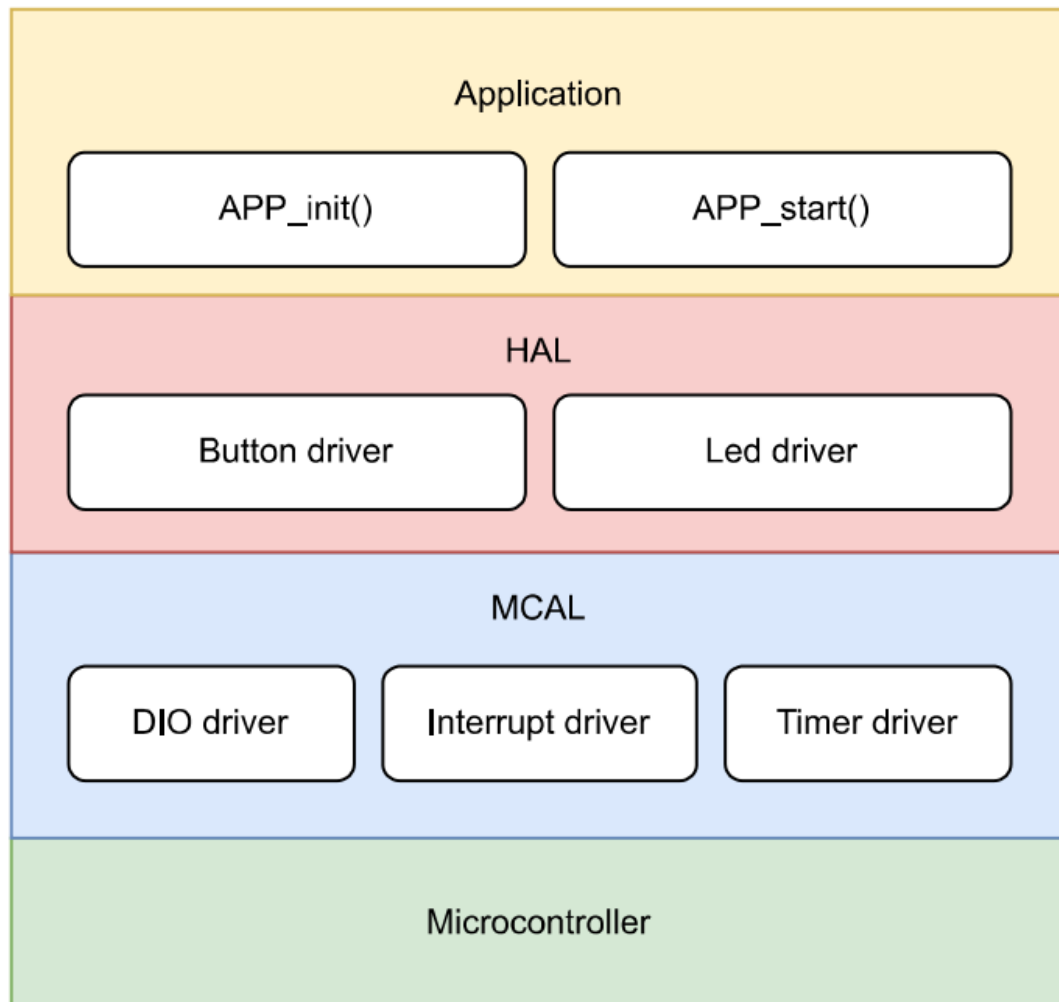 Application
APP_init()
APP_start()
HAL
Button driver
Led driver
MCAL
DIO driver
Interrupt driver
Timer driver
Microcontroller